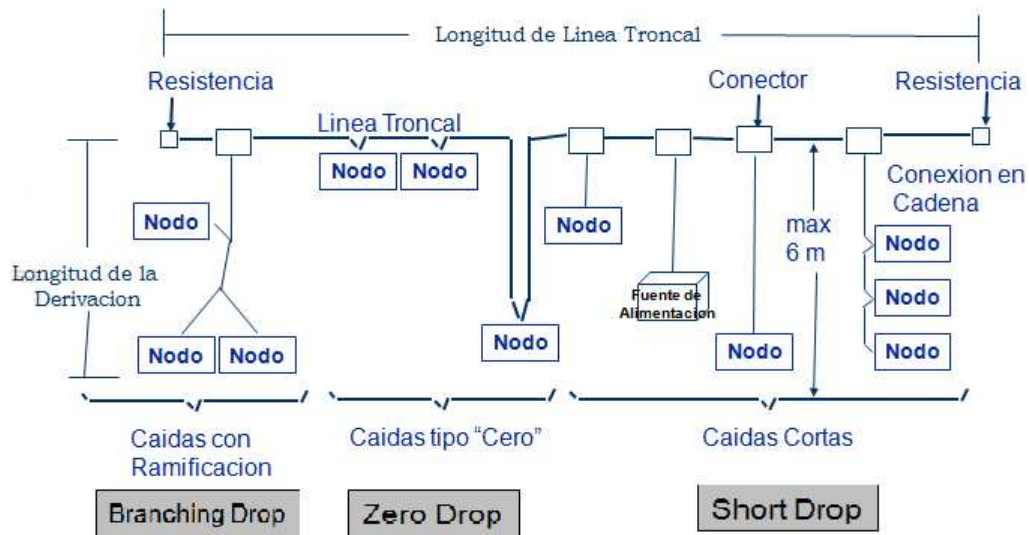 Longitud de Linea Troncal
Resistencia
Conector
Resistencia
Linea Troncal
Nodo
Nodo
Conexion en
Cadena
Nodo
Nodo
max
6 m
Nodo
Longitud de la
Derivacion
Fuente de
Alimentación
Nodo
Nodo
Nodo
Nodo
Nodo
Nodo
Caidas con
Ramificacion
Caidas tipo “Cero”
Caidas Cortas
Branching Drop
Zero Drop
Short Drop